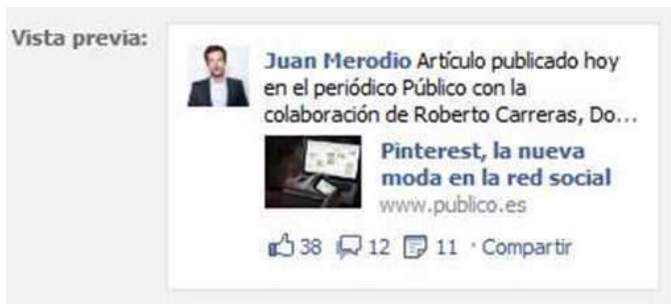 Vista previa:
Juan Merodio Artículo publicado hoy
en el periódico Público con la
colaboración de Roberto Carreras, Do...
Pinterest, la nueva
moda en la red social
www.publico.es
38 12 11 · Compartir